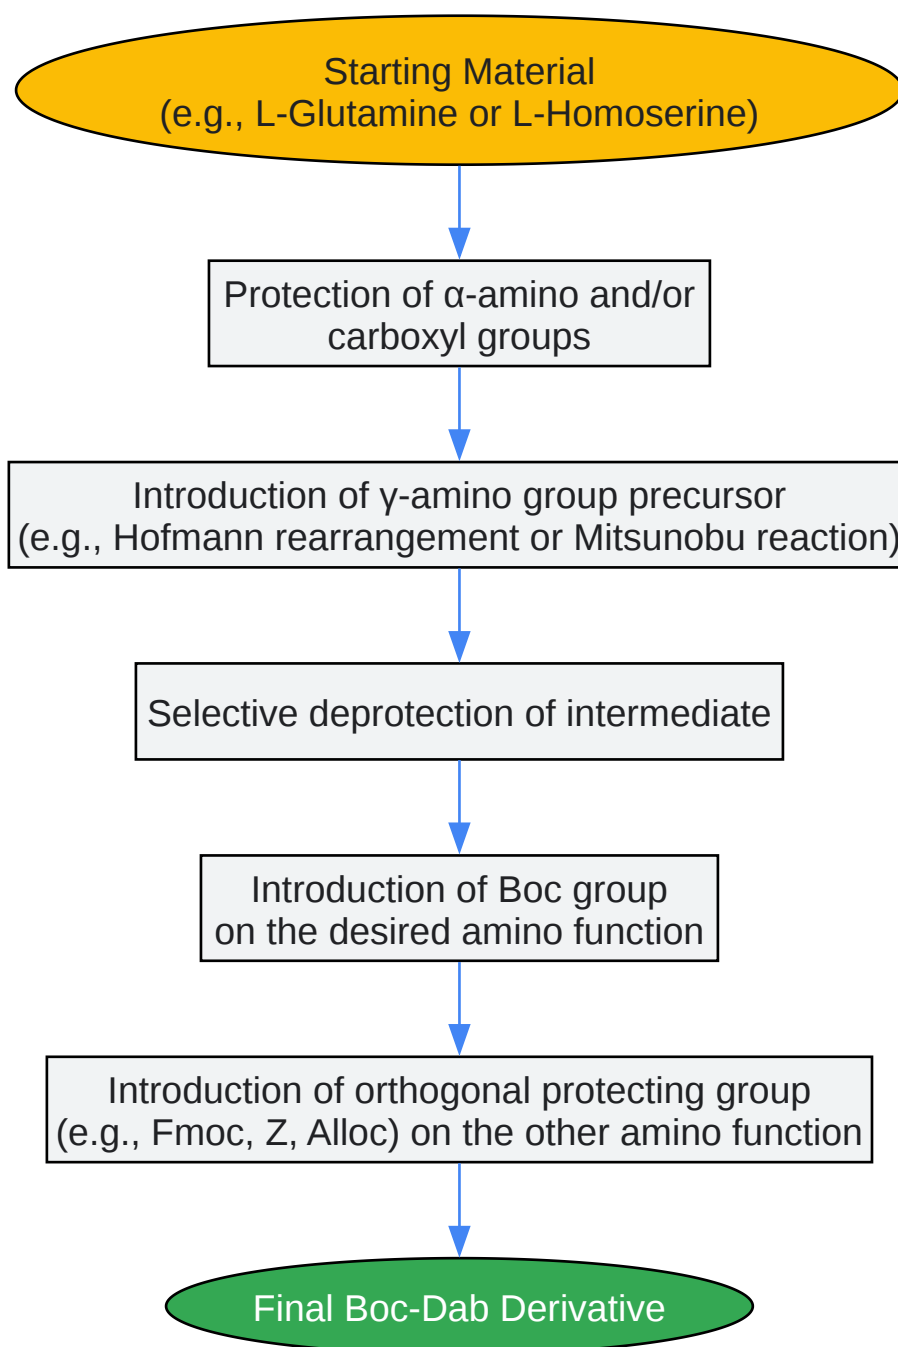 Starting Material
(e.g., L-Glutamine or L-Homoserine)
Protection of α-amino and/or
carboxyl groups
Introduction of γ-amino group precursor
(e.g., Hofmann rearrangement or Mitsunobu reaction)
Selective deprotection of intermediate
Introduction of Boc group
on the desired amino function
Introduction of orthogonal protecting group
(e.g., Fmoc, Z, Alloc) on the other amino function
Final Boc-Dab Derivative